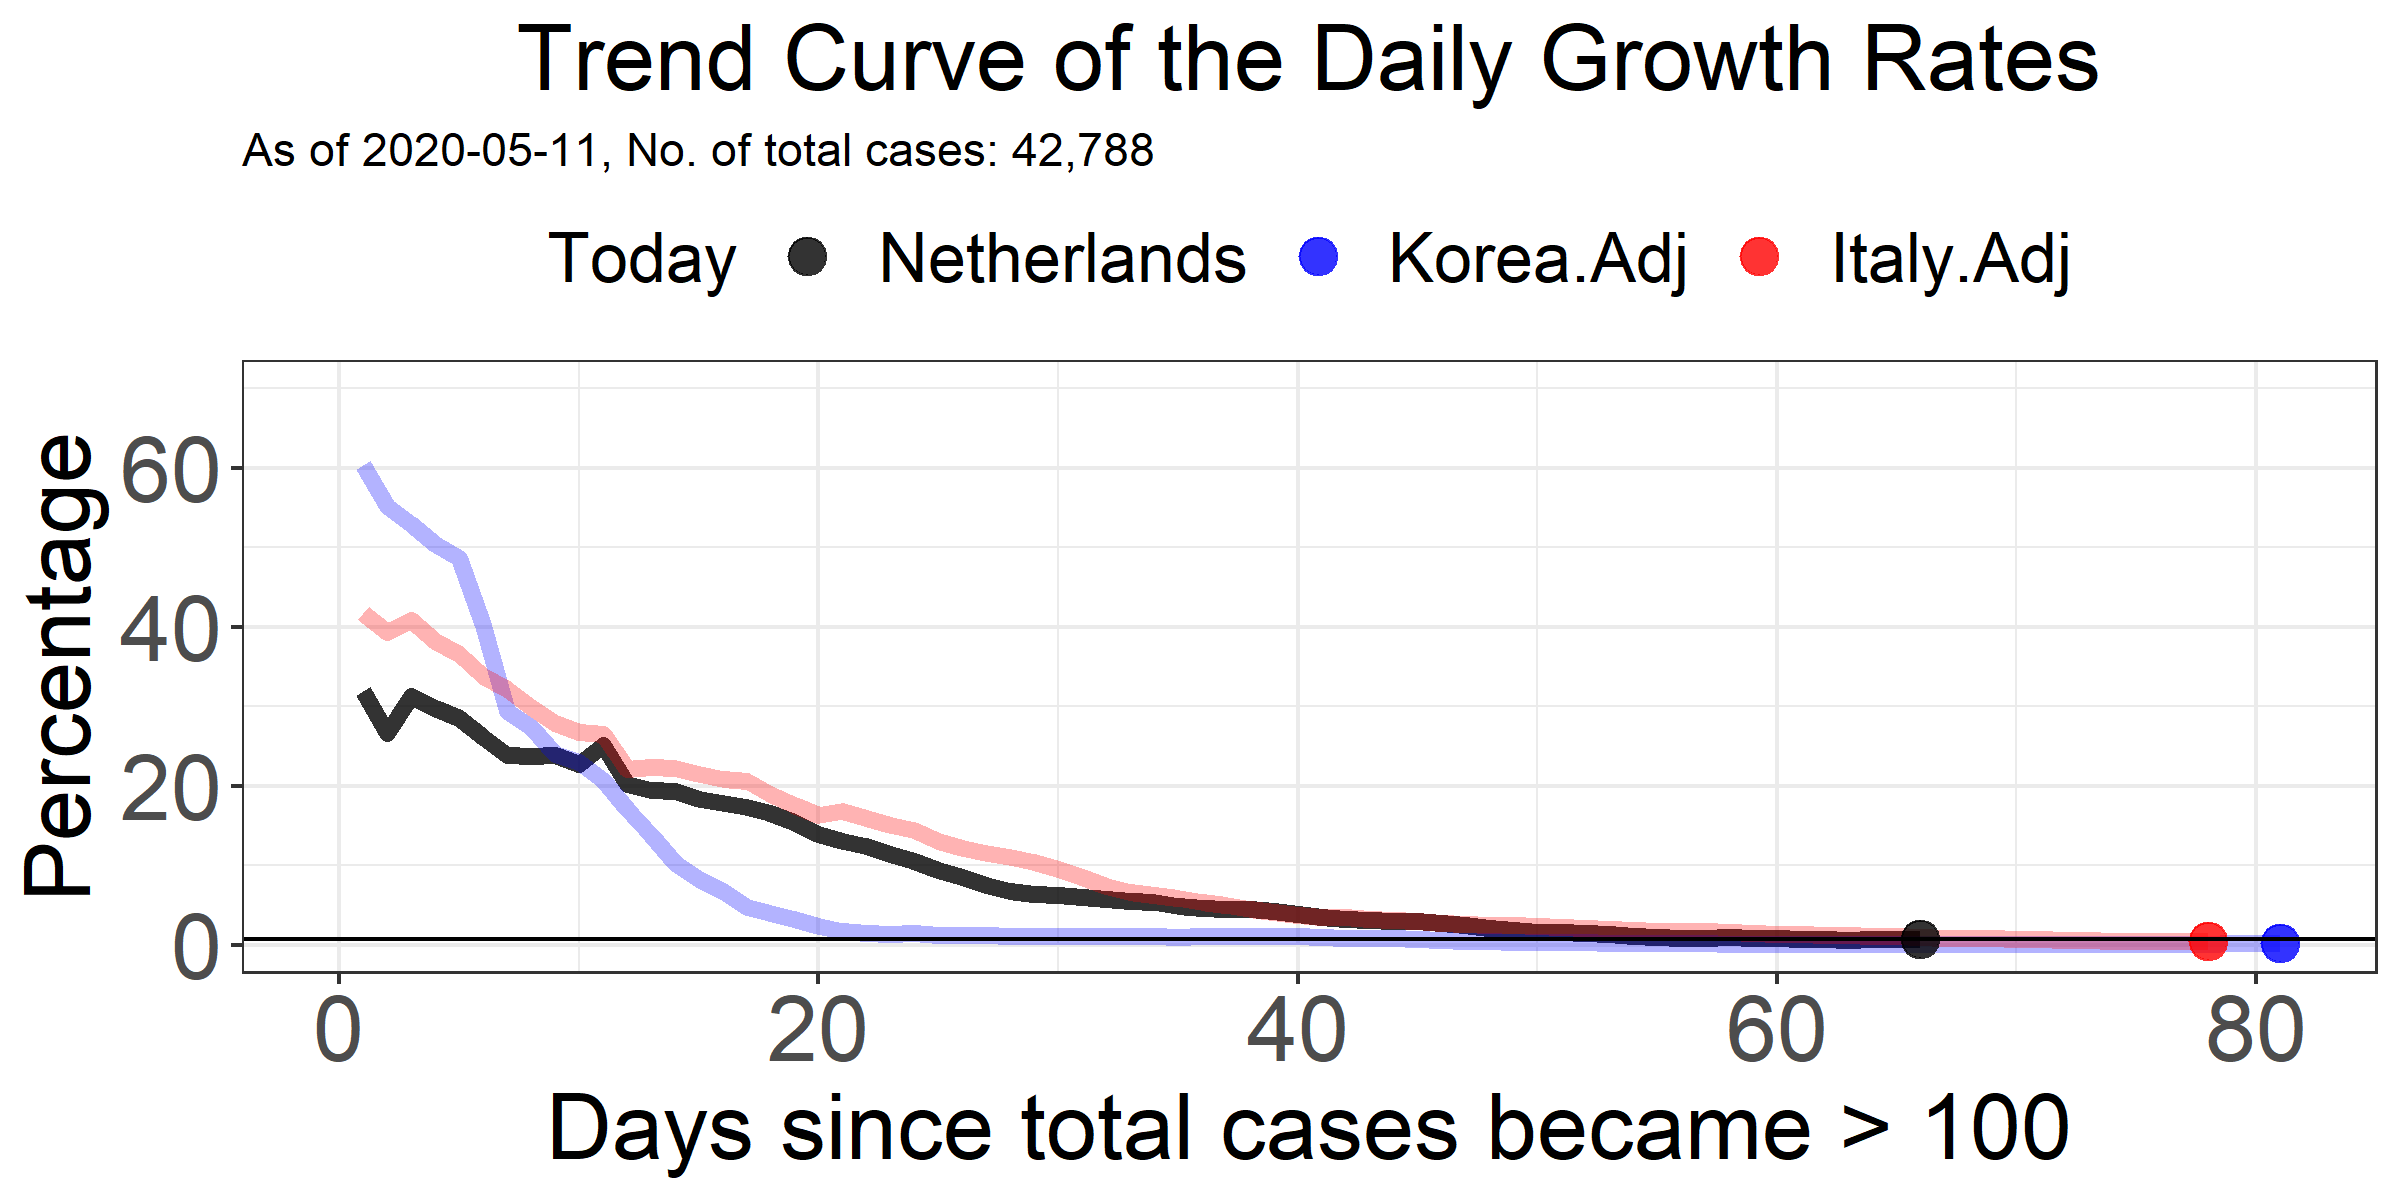 Trend Curve of the Daily Growth Rates
As of 2020-05-11, No. of total cases: 42,788
Today Netherlands Korea.Adj Italy.Adj
Percentage
60
40
20
0
0 20 40 60 80
Days since total cases became > 100